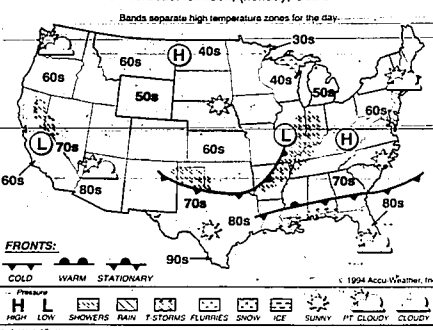 Bands separate high temperature zones for the day.
30s
H
40s
60s
60s
40s
50s
50s
60s
L
70s
60s
L
H
60s
80s
70s
70s
80s
80s
90s
FRONTS:
COLD WARM STATIONARY
© 1994 Accu-Weather, In
Pressure
H L
HIGH LOW SHOWERS RAIN T-STORMS FLURRIES SNOW ICE SUNNY PT CLOUDY CLOUDY